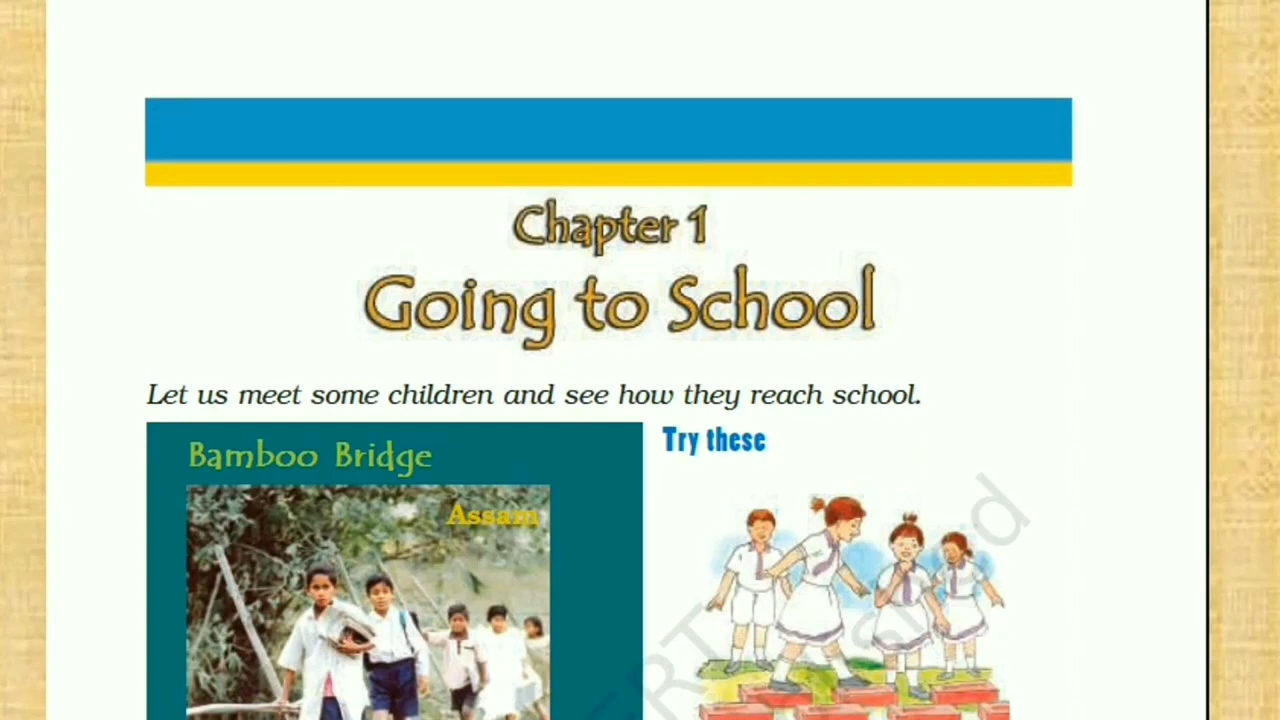 Chapter 1
Going to School
Let us meet some children and see how they reach school.
Bamboo Bridge
Assam
Try these